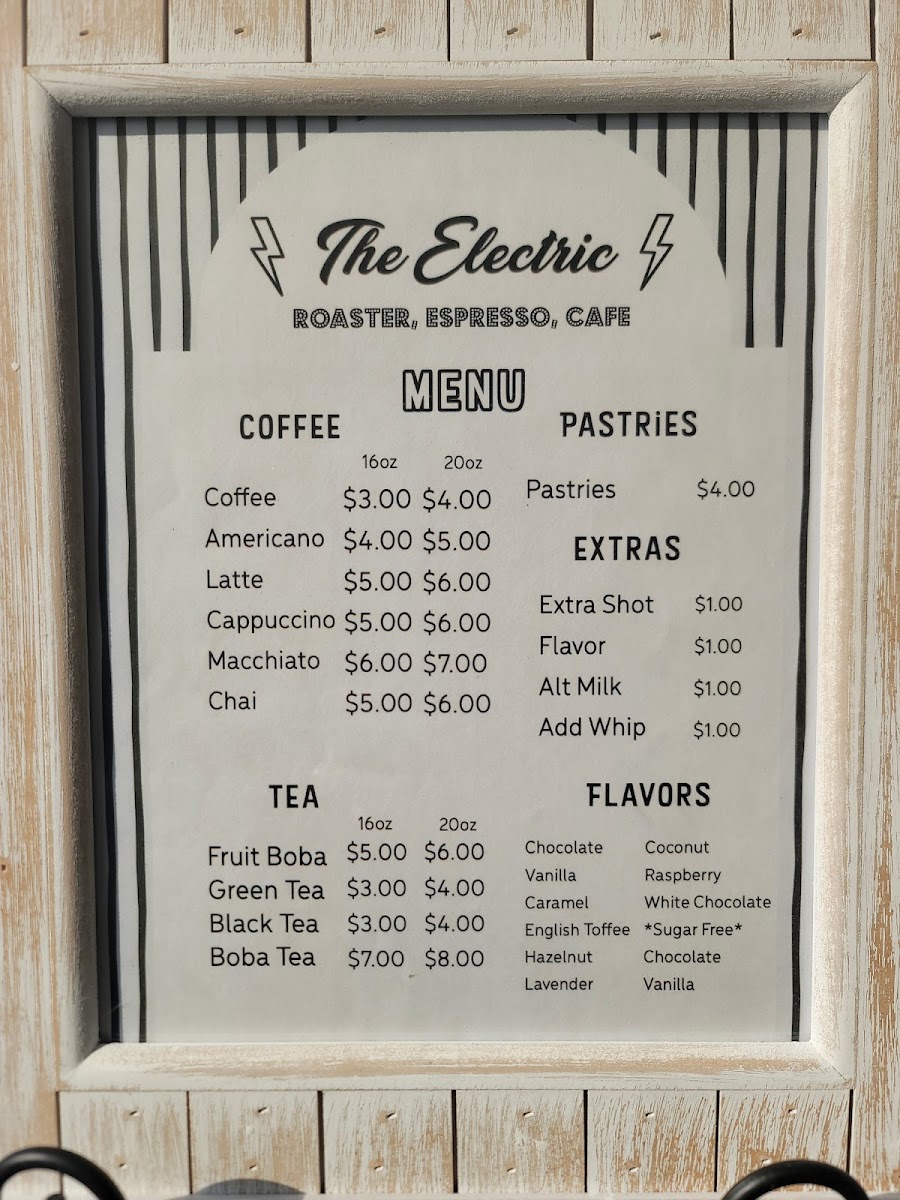 The Electric
ROASTER, ESPRESSO, CAFE
MENU
COFFEE
16oz 20oz
Coffee $3.00 $4.00
Americano $4.00 $5.00
Latte $5.00 $6.00
Cappuccino $5.00 $6.00
Macchiato $6.00 $7.00
Chai $5.00 $6.00
TEA
16oz 20oz
Fruit Boba $5.00 $6.00
Green Tea $3.00 $4.00
Black Tea $3.00 $4.00
Boba Tea $7.00 $8.00
PASTRiES
Pastries $4.00
EXTRAS
Extra Shot $1.00
Flavor $1.00
Alt Milk $1.00
Add Whip $1.00
FLAVORS
Chocolate Coconut
Vanilla Raspberry
Caramel White Chocolate
English Toffee *Sugar Free*
Hazelnut Chocolate
Lavender Vanilla